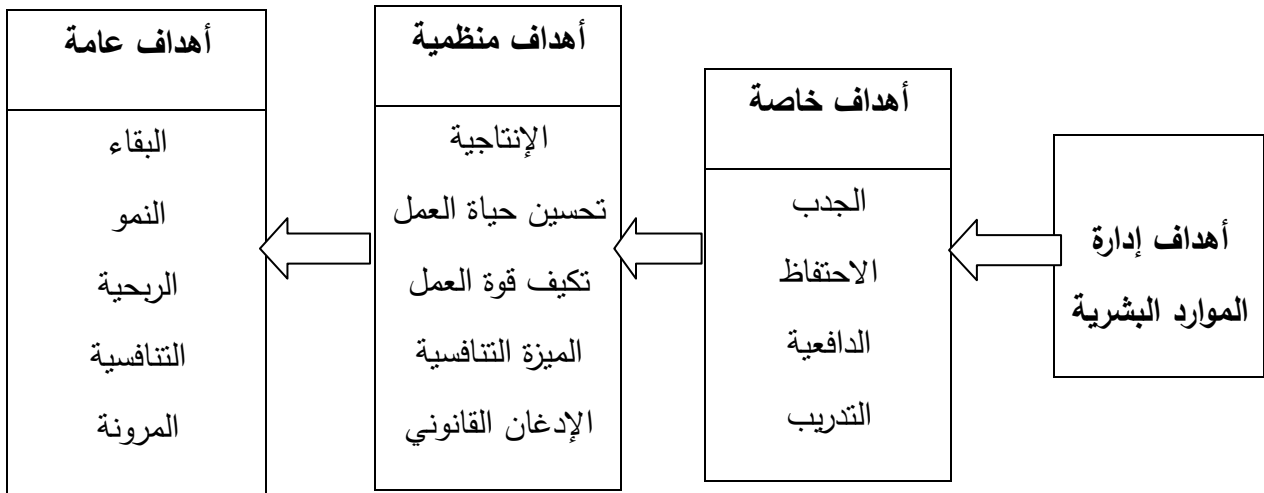 أهداف إدارة
الموارد البشرية
أهداف خاصة
الجدب
الاحتفاظ
الدافعية
التدريب
أهداف منظمية
الإنتاجية
تحسين حياة العمل
تكيف قوة العمل
الميزة التنافسية
الإدغان القانوني
أهداف عامة
البقاء
النمو
الربحية
التنافسية
المرونة